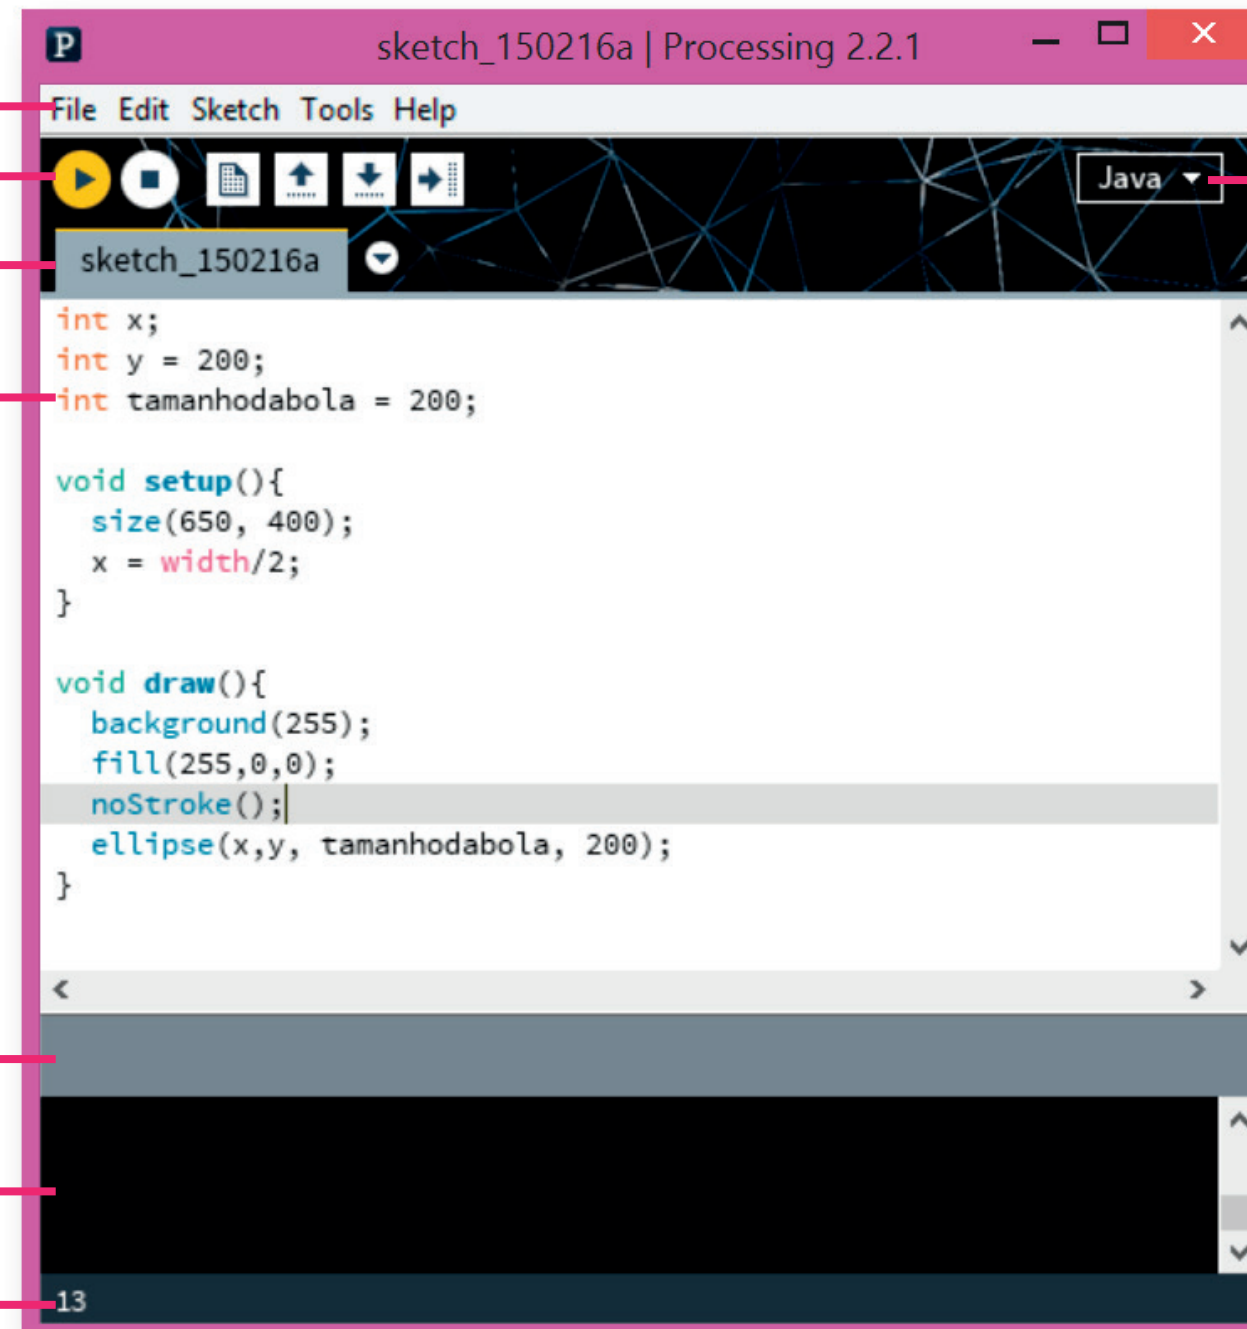 P sketch_150216a | Processing 2.2.1
File Edit Sketch Tools Help
Java
sketch_150216a
int x;
int y = 200;
int tamanhodabola = 200;
void setup(){
size(650, 400);
x = width/2;
}
void draw(){
background(255);
fill(255,0,0);
noStroke();
ellipse(x,y, tamanhodabola, 200);
}
13